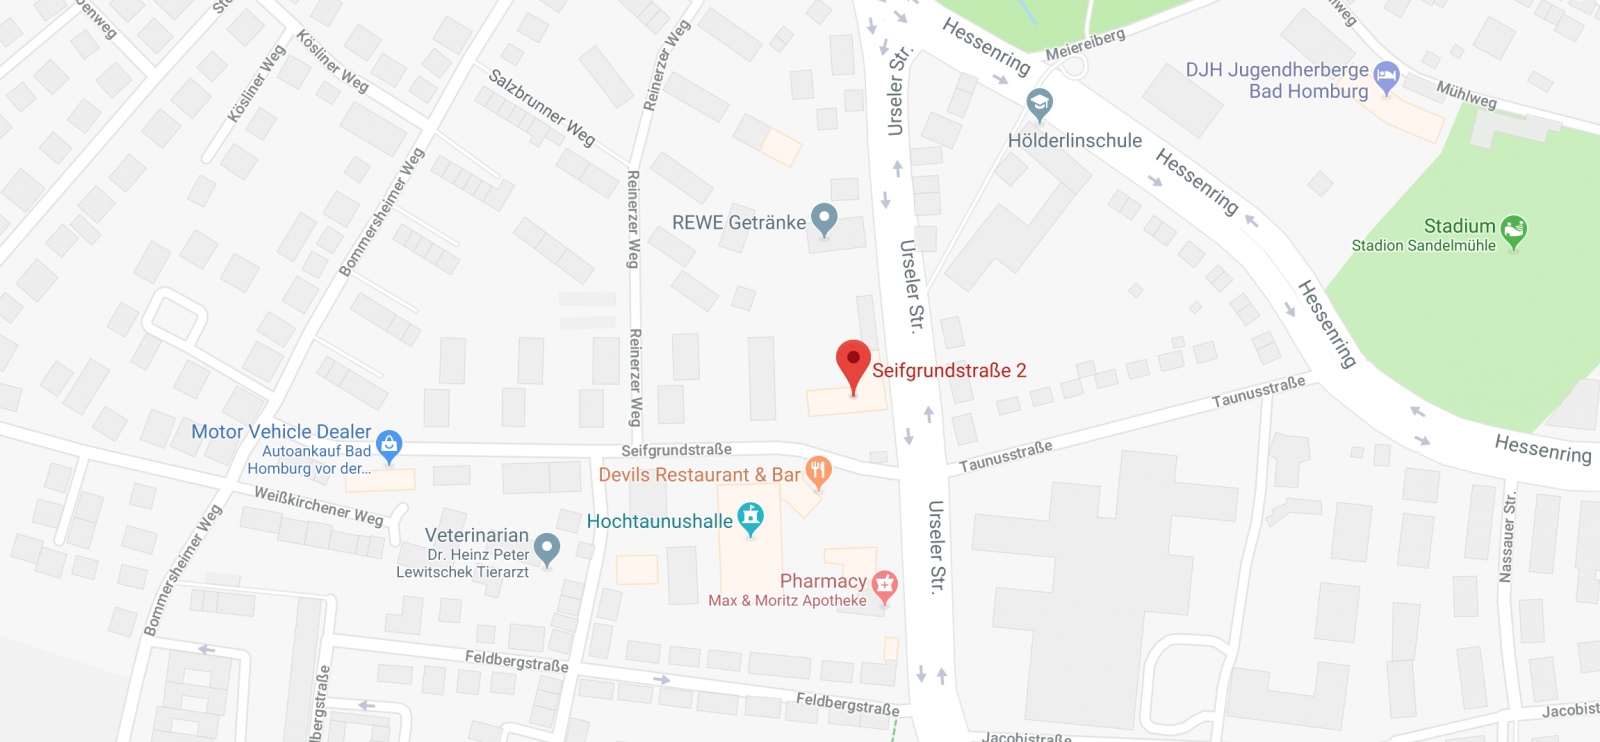 Kösliner Weg
Kösliner Weg
Salzbrunner Weg
Reinerzer Weg
Urseler Str.
Hessenring
Meiereiberg
Mühlweg
DJH Jugendherberge
Bad Homburg
Hölderlinschule
Hessenring
Bommersheimer Weg
Reinerzer Weg
REWE Getränke
Urseler Str.
Stadium
Stadion Sandelmühle
Hessenring
Reinerzer Weg
Seifgrundstraße 2
Taunusstraße
Motor Vehicle Dealer
Autoankauf Bad
Homburg vor der...
Seifgrundstraße
Taunusstraße
Hessenring
Devils Restaurant & Bar
Weißkirchener Weg
Hochtaunushalle
Urseler Str.
Nassauer Str.
Veterinarian
Dr. Heinz Peter
Lewitschek Tierarzt
Bommersheimer Weg
Pharmacy
Max & Moritz Apotheke
Feldbergstraße
Feldbergstraße
lbergstraße
Jacobistraße
Jacobistr